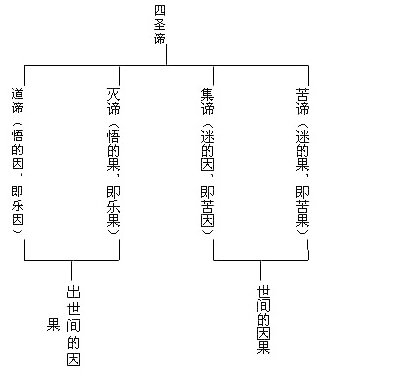 四圣谛
苦谛（迷的果，即苦果）
集谛（迷的因，即苦因）
灭谛（悟的果，即乐果）
道谛（悟的因，即乐因）
世间的因果
出世间的因
果